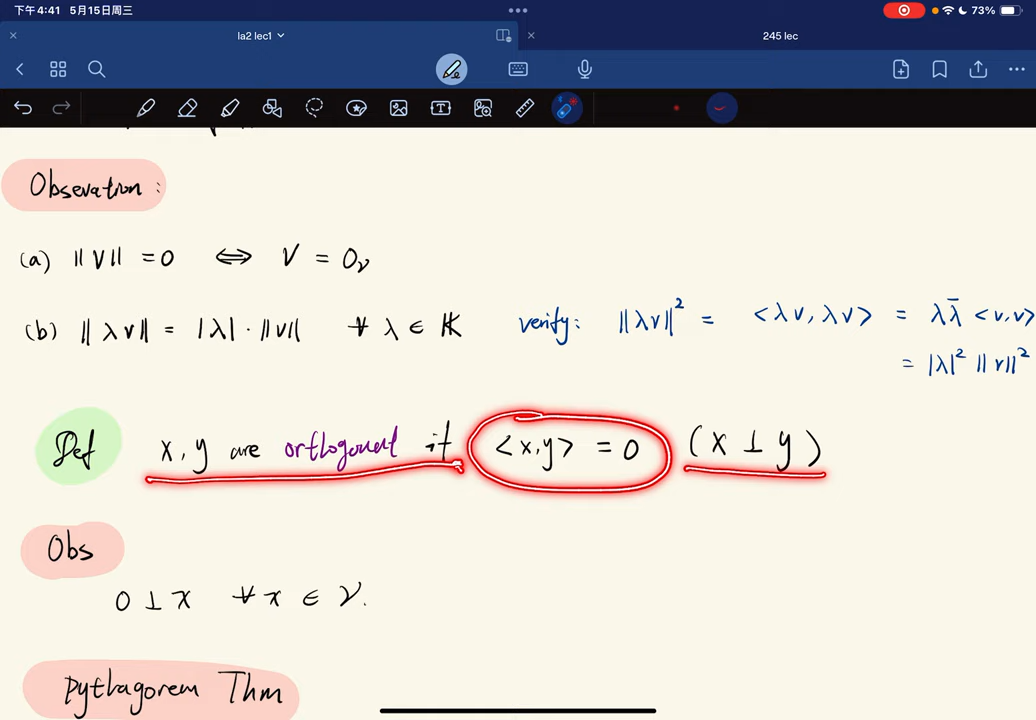 下午4:41 5月15日周三
73%
la2 lec1
245 lec
Obsevation :
(a) ||v|| = 0 ⟺ v = 0ᵥ
(b) ||λv|| = |λ| · ||v|| ∀ λ ∈ 𝕂 verify: ||λv||² = <λv, λv> = λλ̄ <v,v>
= |λ|² ||v||²
Def x, y are orthogonal if <x,y> = 0 (x ⊥ y)
Obs
0 ⊥ x ∀ x ∈ V.
pythagorem Thm